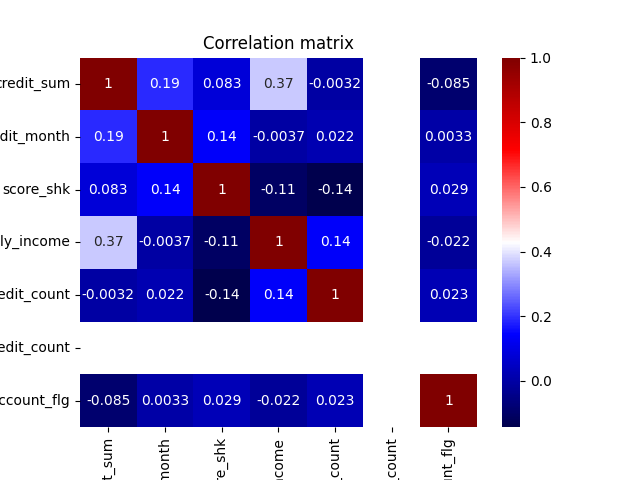 Correlation matrix
credit_sum 1 0.19 0.083 0.37 -0.0032 -0.085
dit_month 0.19 1 0.14 -0.0037 0.022 0.0033
score_shk 0.083 0.14 1 -0.11 -0.14 0.029
ly_income 0.37 -0.0037 -0.11 1 0.14 -0.022
edit_count -0.0032 0.022 -0.14 0.14 1 0.023
edit_count
ccount_flg -0.085 0.0033 0.029 -0.022 0.023 1
t_sum
month
re_shk
ncome
_count
_count
unt_flg
1.0
0.8
0.6
0.4
0.2
0.0